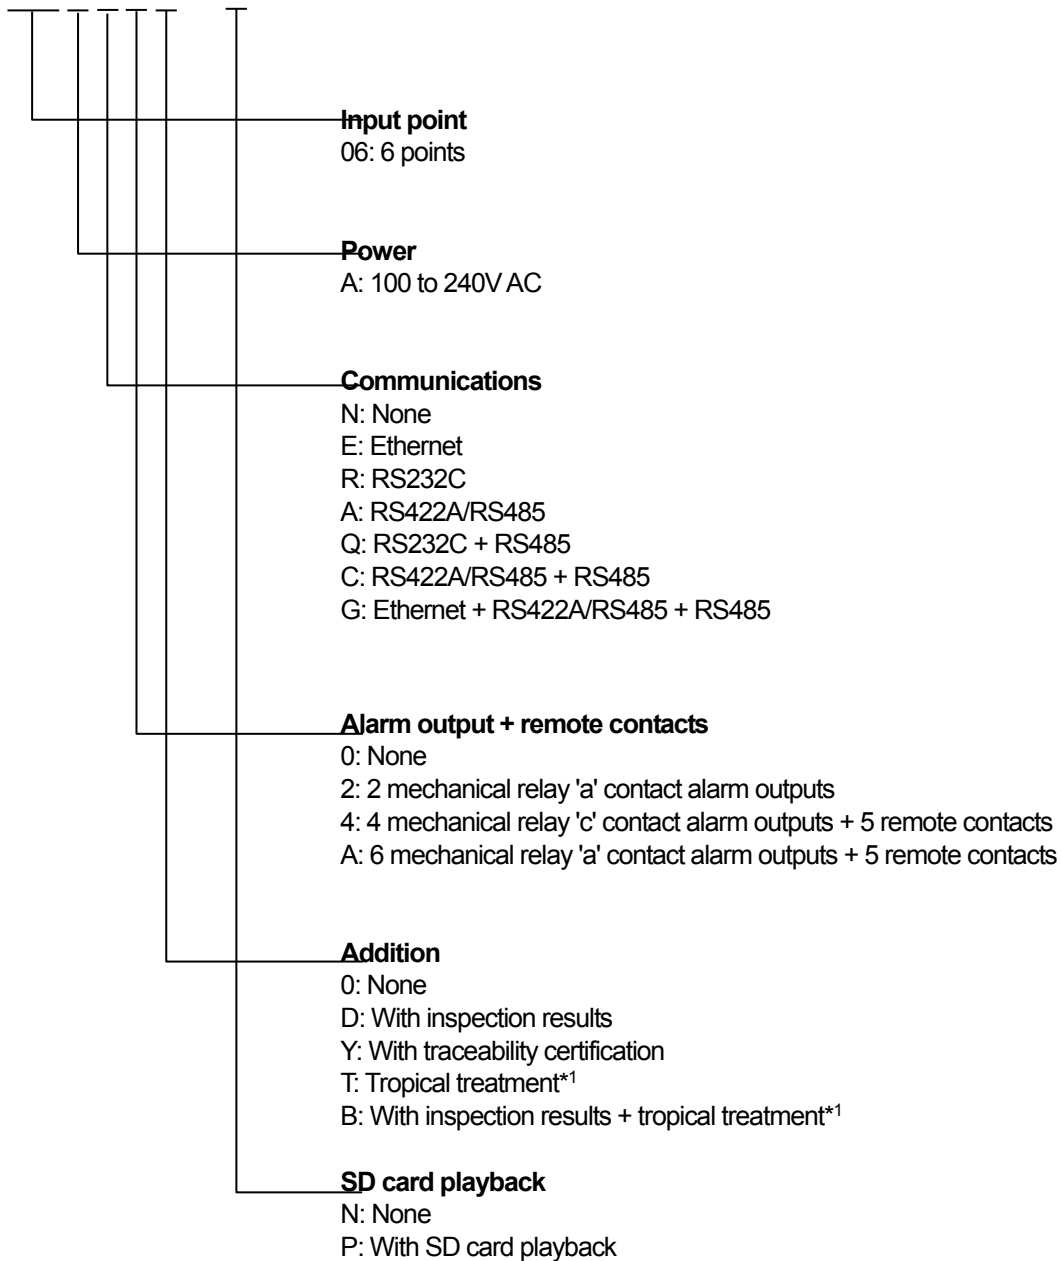 Input point
06: 6 points
Power
A: 100 to 240V AC
Communications
N: None
E: Ethernet
R: RS232C
A: RS422A/RS485
Q: RS232C + RS485
C: RS422A/RS485 + RS485
G: Ethernet + RS422A/RS485 + RS485
Alarm output + remote contacts
0: None
2: 2 mechanical relay 'a' contact alarm outputs
4: 4 mechanical relay 'c' contact alarm outputs + 5 remote contacts
A: 6 mechanical relay 'a' contact alarm outputs + 5 remote contacts
Addition
0: None
D: With inspection results
Y: With traceability certification
T: Tropical treatment*1
B: With inspection results + tropical treatment*1
SD card playback
N: None
P: With SD card playback